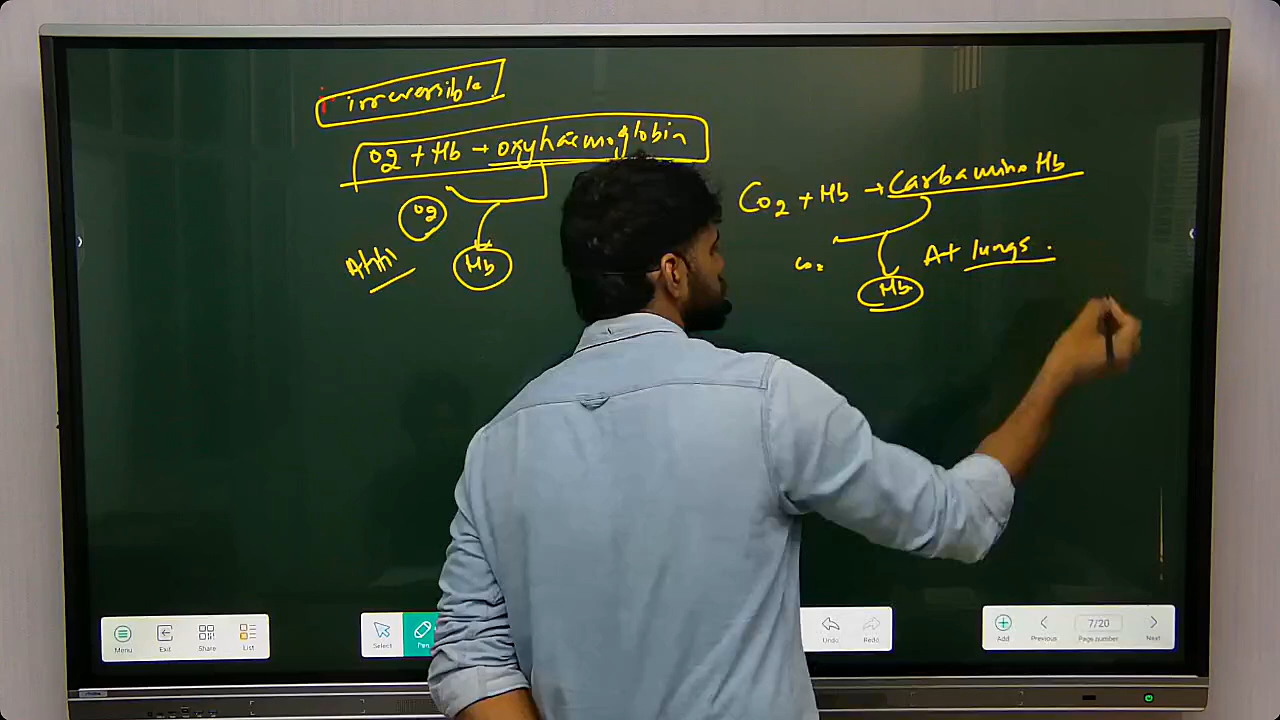 irreversible
O2 + Hb → oxyhaemoglobin
O2
Hb
CO2 + Hb → Carbamino Hb
CO2
At lungs.
Hb
Menu
Exit
Share
List
Select
Pen
Undo
Redo
Add
Previous
7/20
Page number
Next